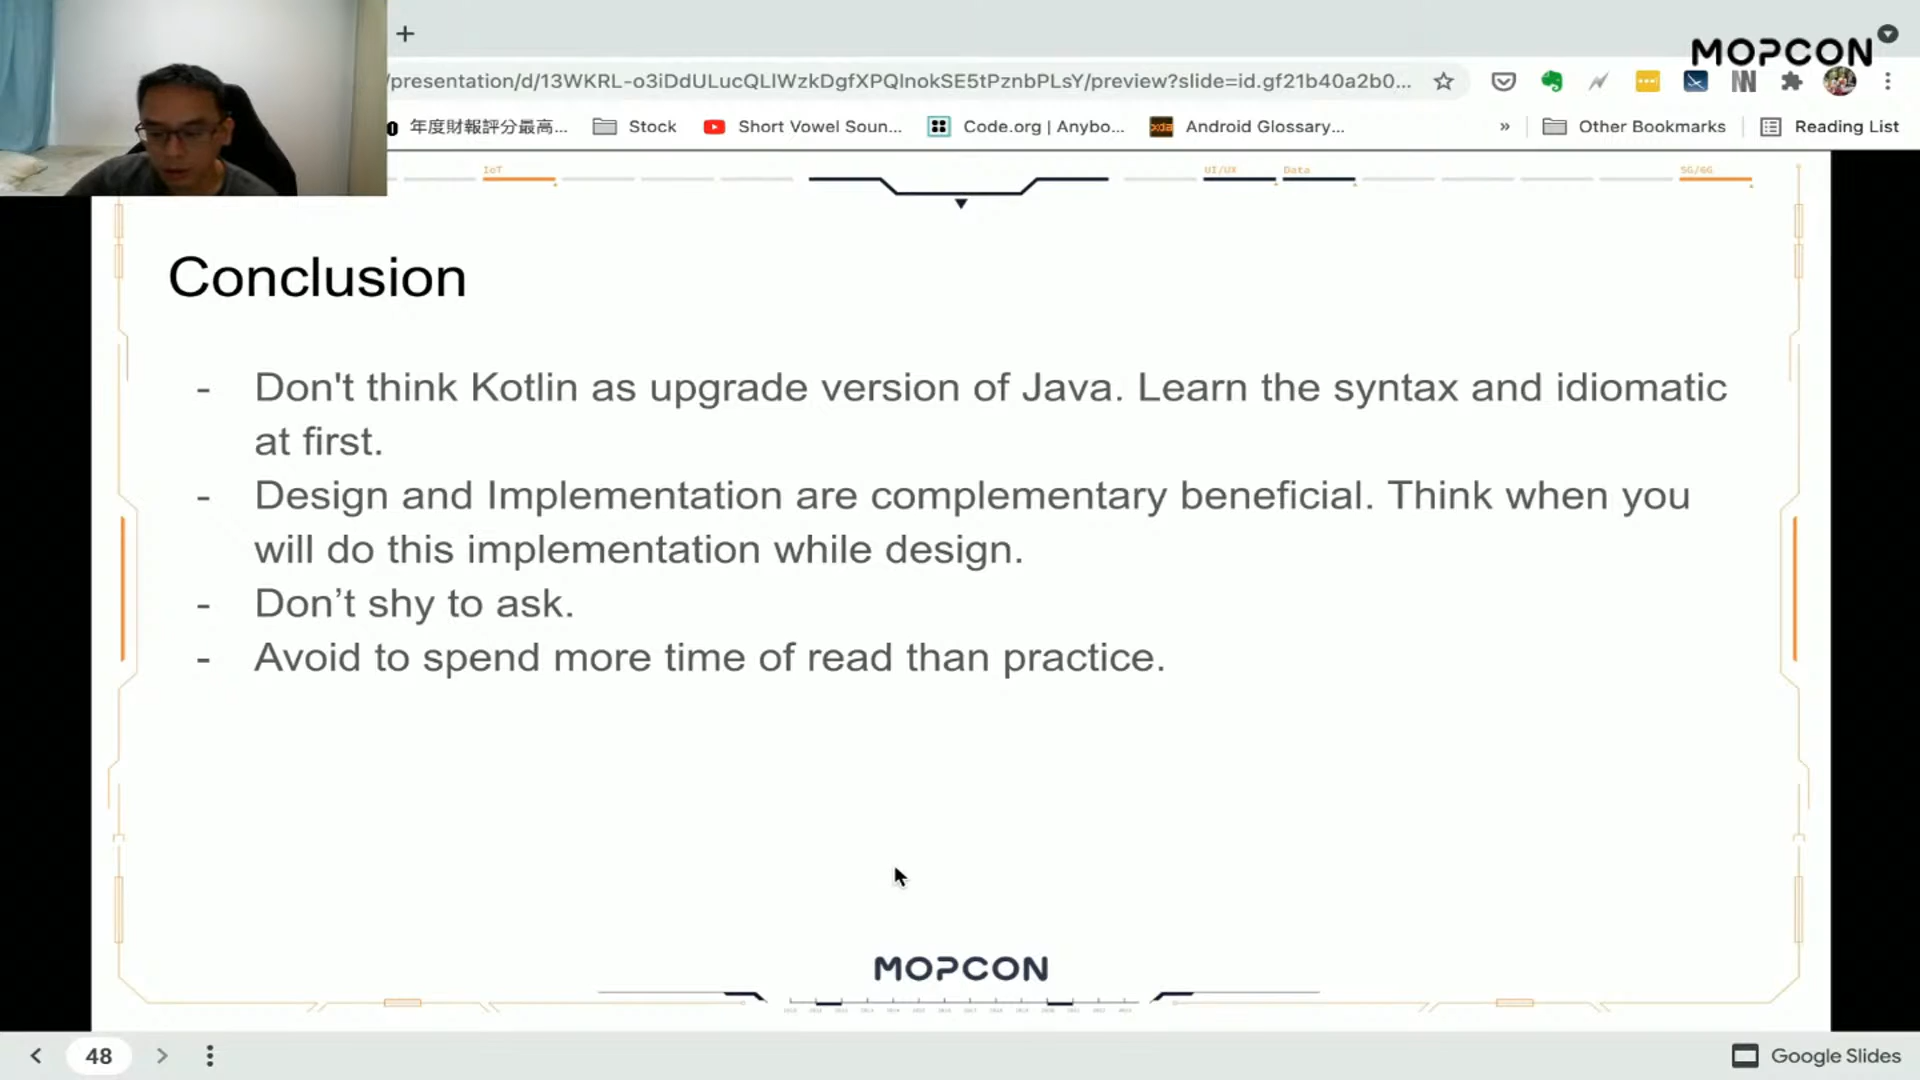 +
MOPCON
/presentation/d/13WKRL-o3iDdULucQLlWzkDgfXPQlnokSE5tPznbPLsY/preview?slide=id.gf21b40a2b0...
年度財報評分最高... Stock Short Vowel Soun... Code.org | Anybo... Android Glossary... » Other Bookmarks Reading List
IoT UI/UX Data 5G/6G
Conclusion
- Don't think Kotlin as upgrade version of Java. Learn the syntax and idiomatic
at first.
- Design and Implementation are complementary beneficial. Think when you
will do this implementation while design.
- Don’t shy to ask.
- Avoid to spend more time of read than practice.
MOPCON
48 Google Slides